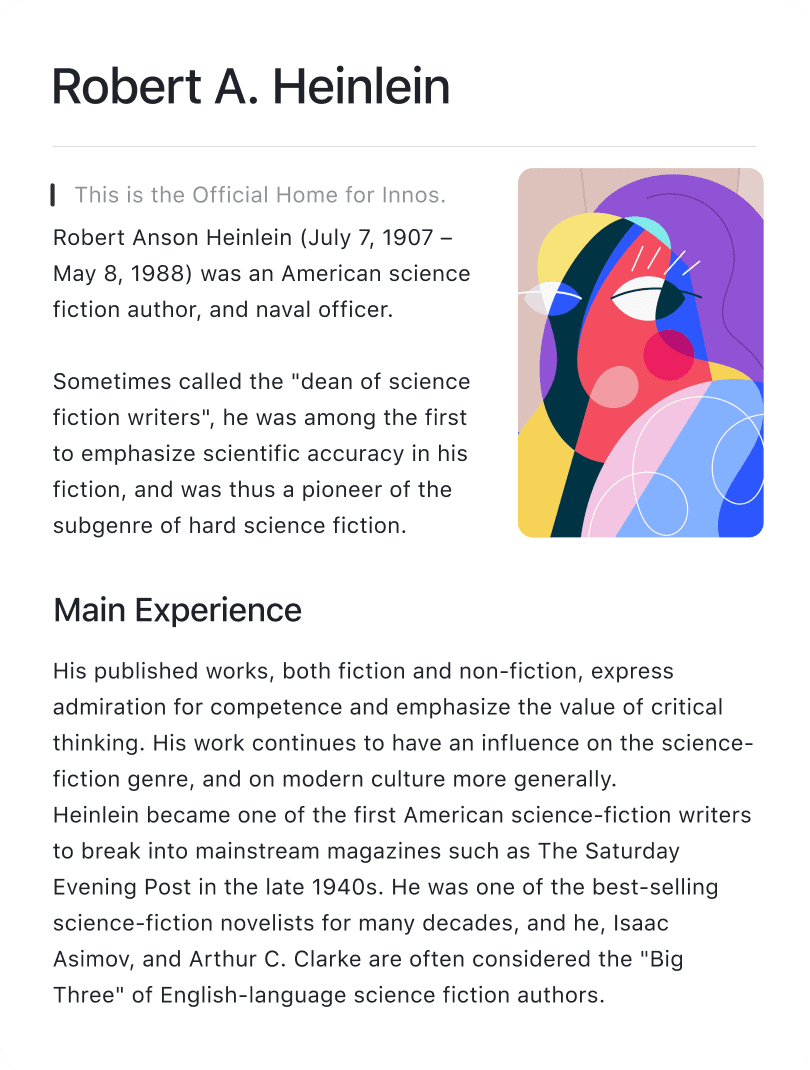 Robert A. Heinlein
This is the Official Home for Innos.
Robert Anson Heinlein (July 7, 1907 –
May 8, 1988) was an American science
fiction author, and naval officer.
Sometimes called the "dean of science
fiction writers", he was among the first
to emphasize scientific accuracy in his
fiction, and was thus a pioneer of the
subgenre of hard science fiction.
Main Experience
His published works, both fiction and non-fiction, express
admiration for competence and emphasize the value of critical
thinking. His work continues to have an influence on the science-
fiction genre, and on modern culture more generally.
Heinlein became one of the first American science-fiction writers
to break into mainstream magazines such as The Saturday
Evening Post in the late 1940s. He was one of the best-selling
science-fiction novelists for many decades, and he, Isaac
Asimov, and Arthur C. Clarke are often considered the "Big
Three" of English-language science fiction authors.